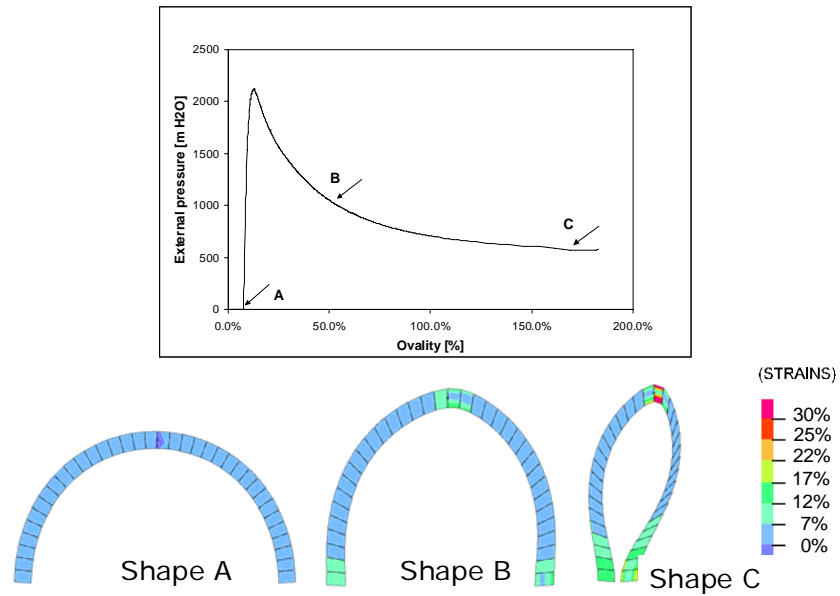 2500
2000
1500
1000
500
0
External pressure [m H2O]
B
C
A
0.0%
50.0%
100.0%
150.0%
200.0%
Ovality [%]
(STRAINS)
30%
25%
22%
17%
12%
7%
0%
Shape A
Shape B
Shape C